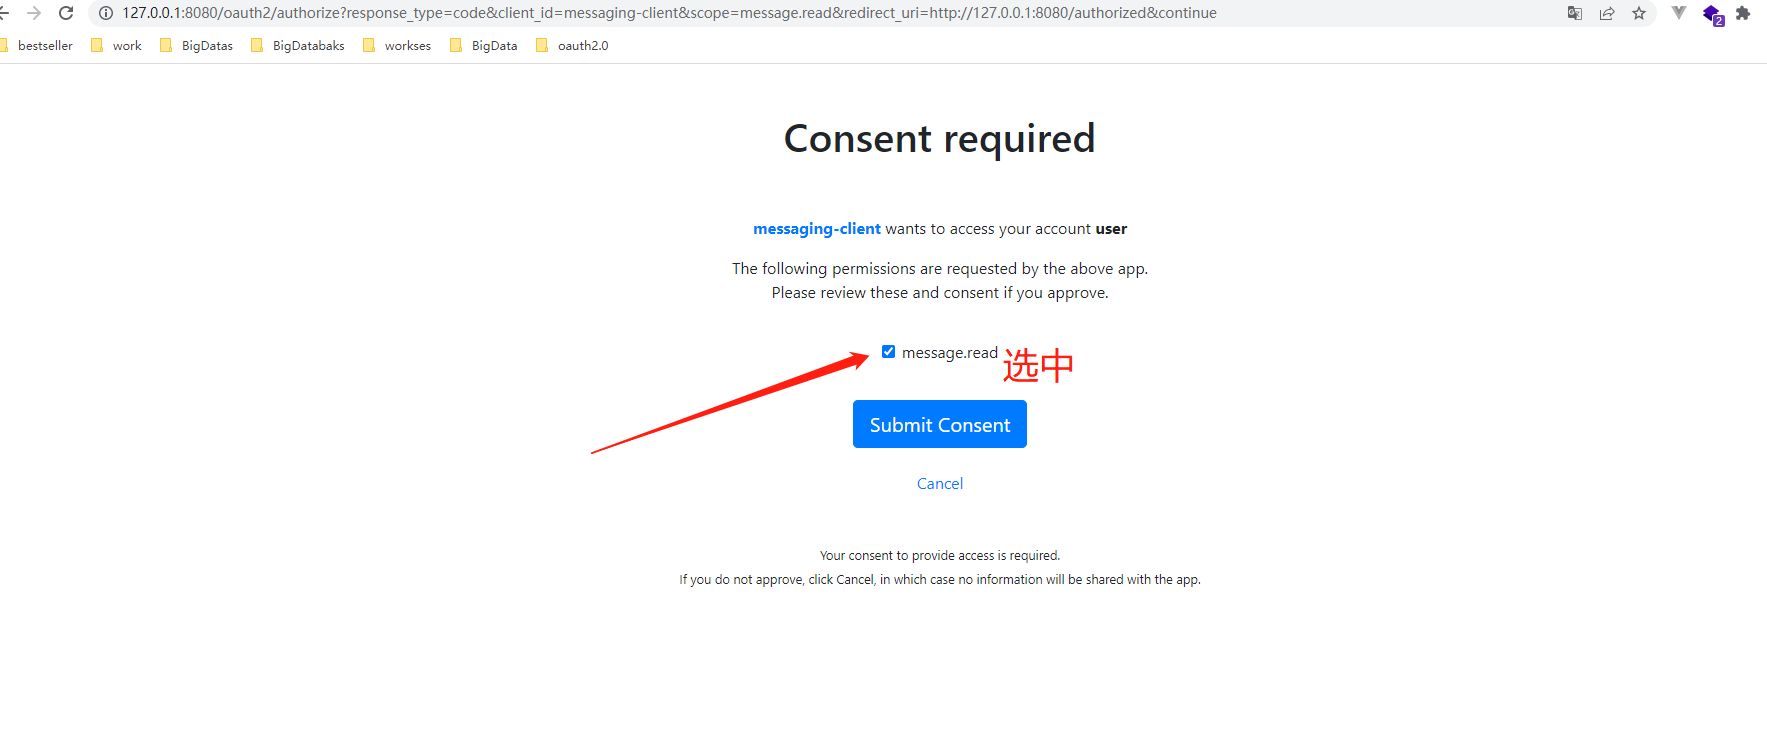 127.0.0.1:8080/oauth2/authorize?response_type=code&client_id=messaging-client&scope=message.read&redirect_uri=http://127.0.0.1:8080/authorized&continue
2
bestseller work BigDatas BigDatabaks workses BigData oauth2.0
Consent required
messaging-client wants to access your account user
The following permissions are requested by the above app.
Please review these and consent if you approve.
message.read 选中
Submit Consent
Cancel
Your consent to provide access is required.
If you do not approve, click Cancel, in which case no information will be shared with the app.